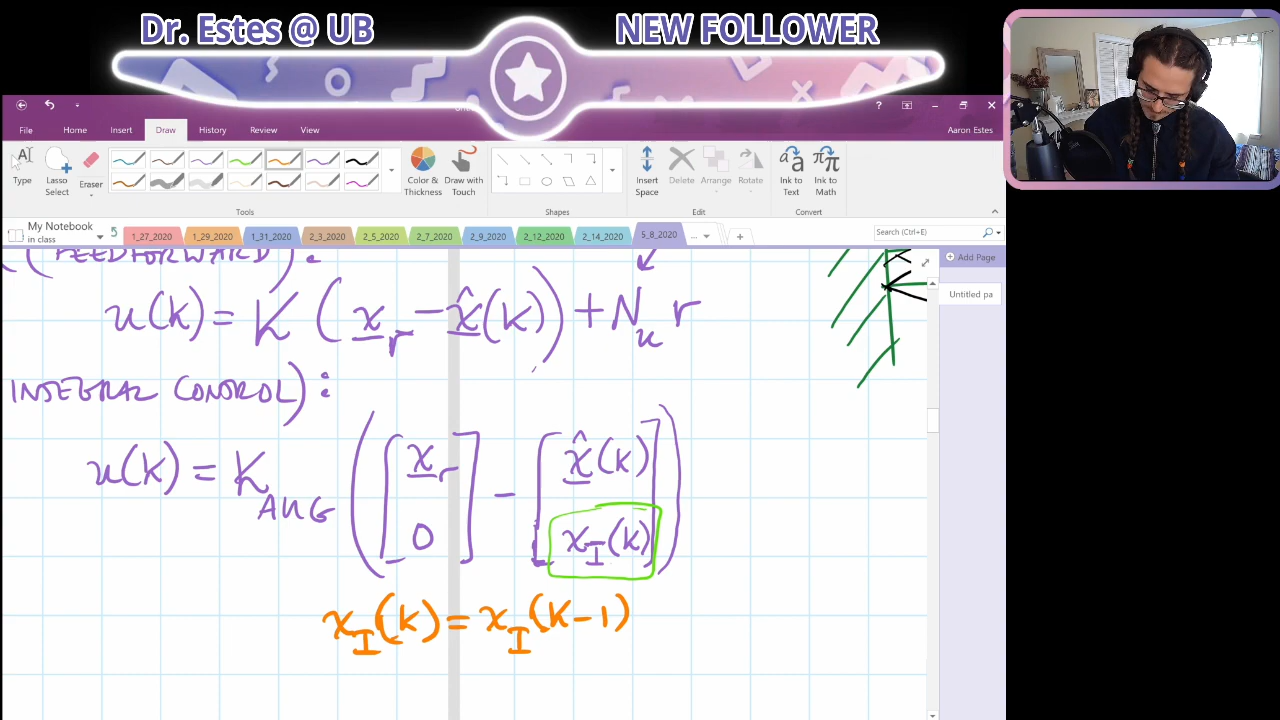 Dr. Estes @ UB
NEW FOLLOWER
?
File Home Insert Draw History Review View
Aaron Estes
Type
Lasso Select
Eraser
Color & Thickness
Draw with Touch
Insert Space
Delete
Arrange
Rotate
Ink to Text
Ink to Math
Tools
Shapes
Edit
Convert
My Notebook
in class
1_27_2020 1_29_2020 1_31_2020 2_3_2020 2_5_2020 2_7_2020 2_9_2020 2_12_2020 2_14_2020 5_8_2020 ...
Search (Ctrl+E)
Add Page
Untitled pa
(FEEDFORWARD):
u(k) = K (x_r − x̂(k)) + N_u r
INTEGRAL CONTROL):
u(k) = K_AUG ([x_r 0] − [x̂(k) x_I(k)])
x_I(k) = x_I(k−1)